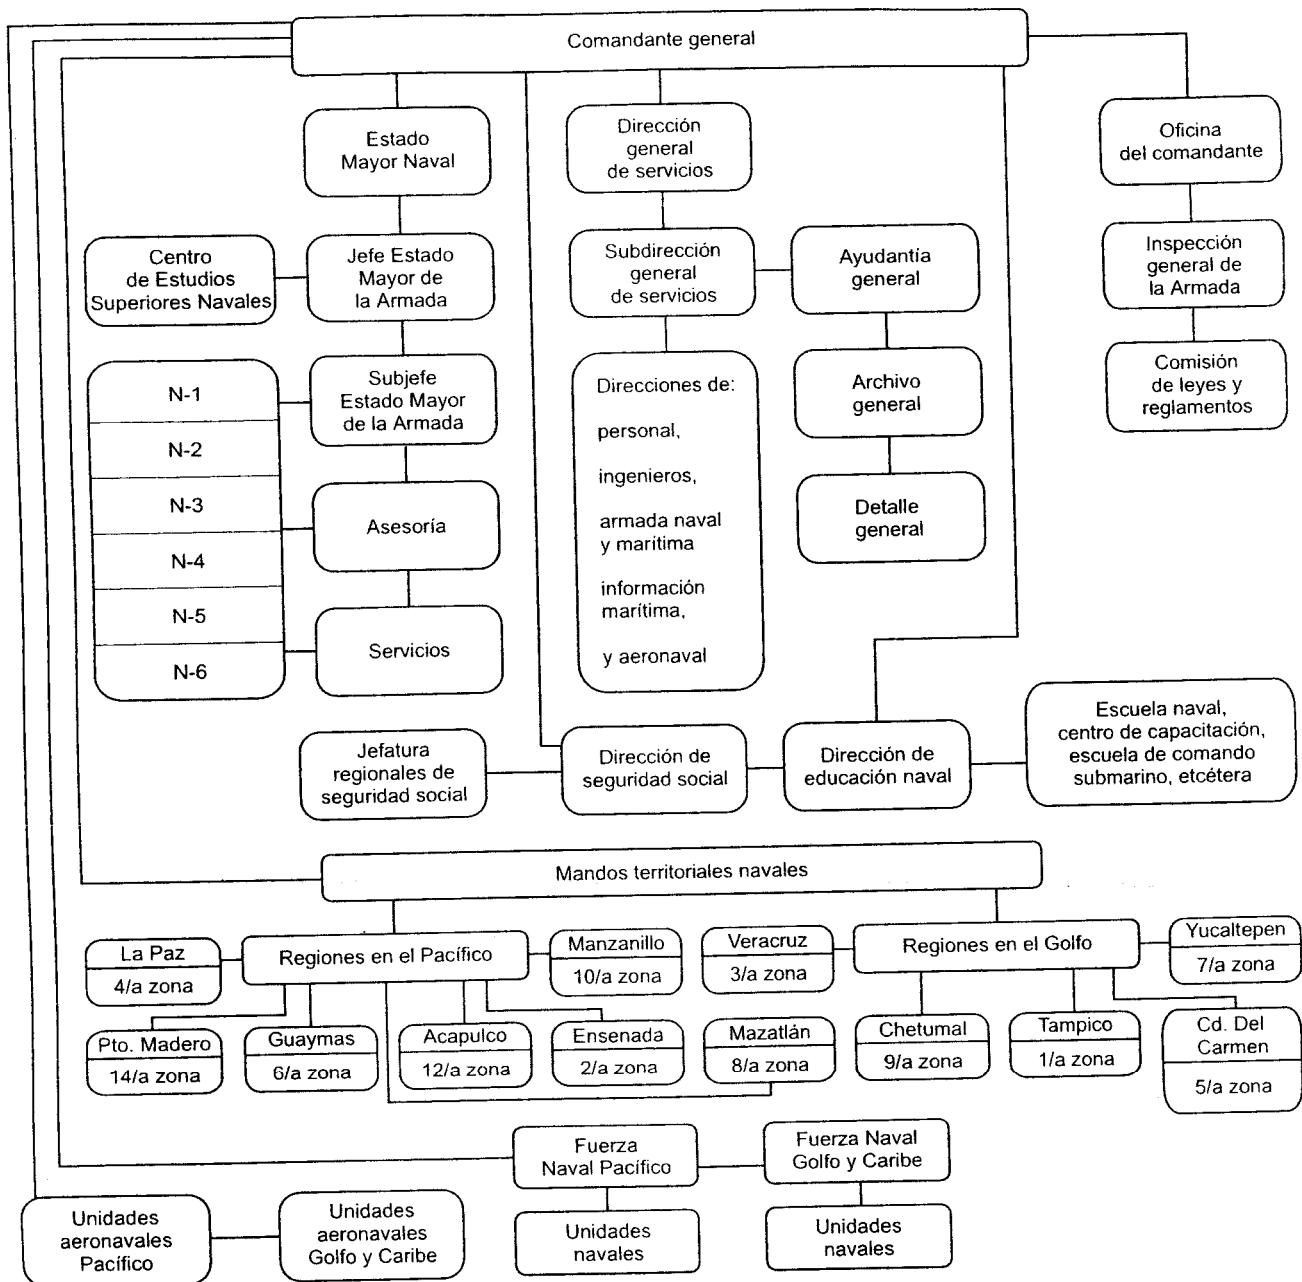 Comandante general
Estado
Mayor Naval
Dirección
general
de servicios
Oficina
del comandante
Centro
de Estudios
Superiores Navales
Jefe Estado
Mayor de
la Armada
Subdirección
general
de servicios
Ayudantía
general
Inspección
general de
la Armada
N-1
N-2
N-3
N-4
N-5
N-6
Subjefe
Estado Mayor
de la Armada
Asesoría
Servicios
Direcciones de:
personal,
ingenieros,
armada naval
y marítima
información
marítima,
y aeronaval
Archivo
general
Detalle
general
Comisión
de leyes y
reglamentos
Jefatura
regionales de
seguridad social
Dirección de
seguridad social
Dirección de
educación naval
Escuela naval,
centro de capacitación,
escuela de comando
submarino, etcétera
Mandos territoriales navales
La Paz
4/a zona
Regiones en el Pacífico
Manzanillo
10/a zona
Veracruz
3/a zona
Regiones en el Golfo
Yucaltepen
7/a zona
Pto. Madero
14/a zona
Guaymas
6/a zona
Acapulco
12/a zona
Ensenada
2/a zona
Mazatlán
8/a zona
Chetumal
9/a zona
Tampico
1/a zona
Cd. Del
Carmen
5/a zona
Fuerza
Naval Pacífico
Fuerza Naval
Golfo y Caribe
Unidades
aeronavales
Pacífico
Unidades
aeronavales
Golfo y Caribe
Unidades
navales
Unidades
navales